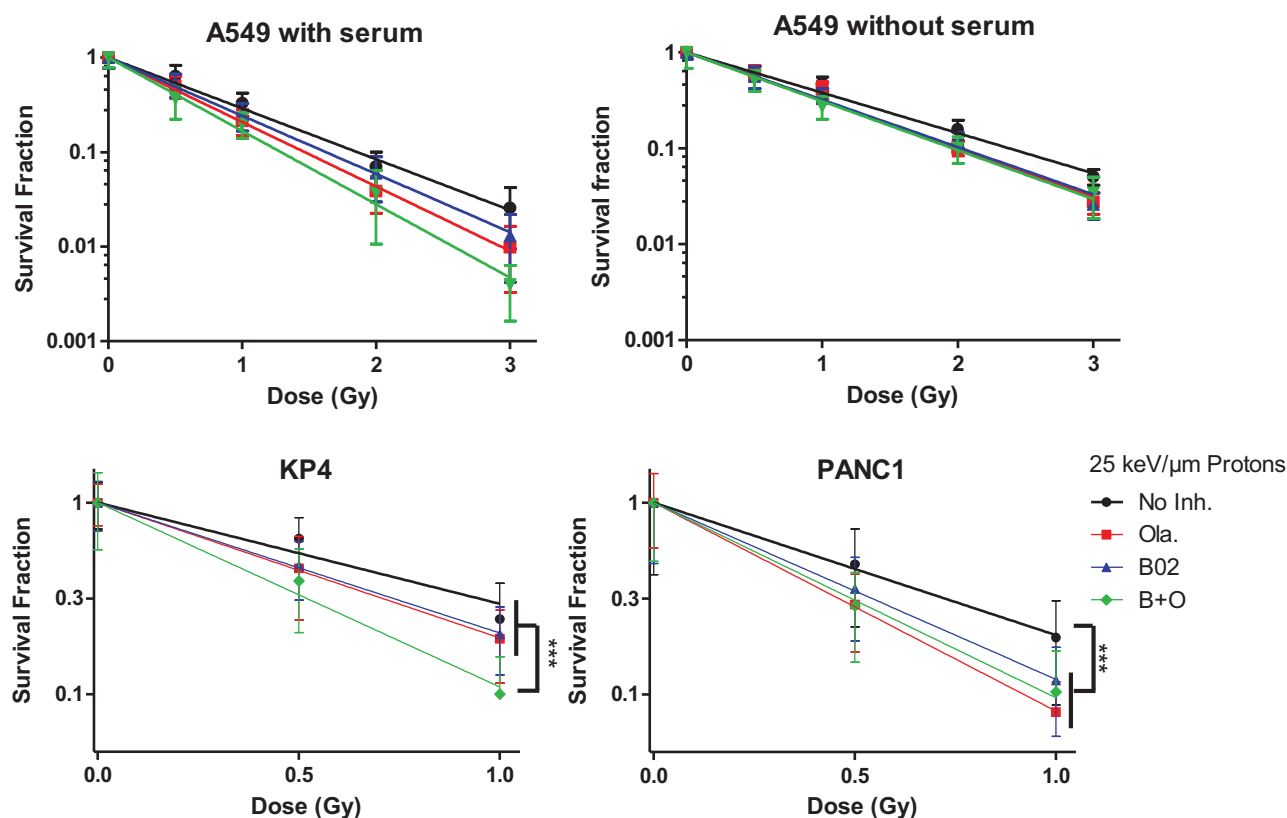 A549 with serum
1
0.1
0.01
0.001
Survival Fraction
0
1
2
3
Dose (Gy)
A549 without serum
1
0.1
0.01
0.001
Survival fraction
0
1
2
3
Dose (Gy)
KP4
1
0.3
0.1
Survival Fraction
***
0.0
0.5
1.0
Dose (Gy)
PANC1
1
0.3
0.1
Survival Fraction
***
0.0
0.5
1.0
Dose (Gy)
25 keV/µm Protons
No Inh.
Ola.
B02
B+O